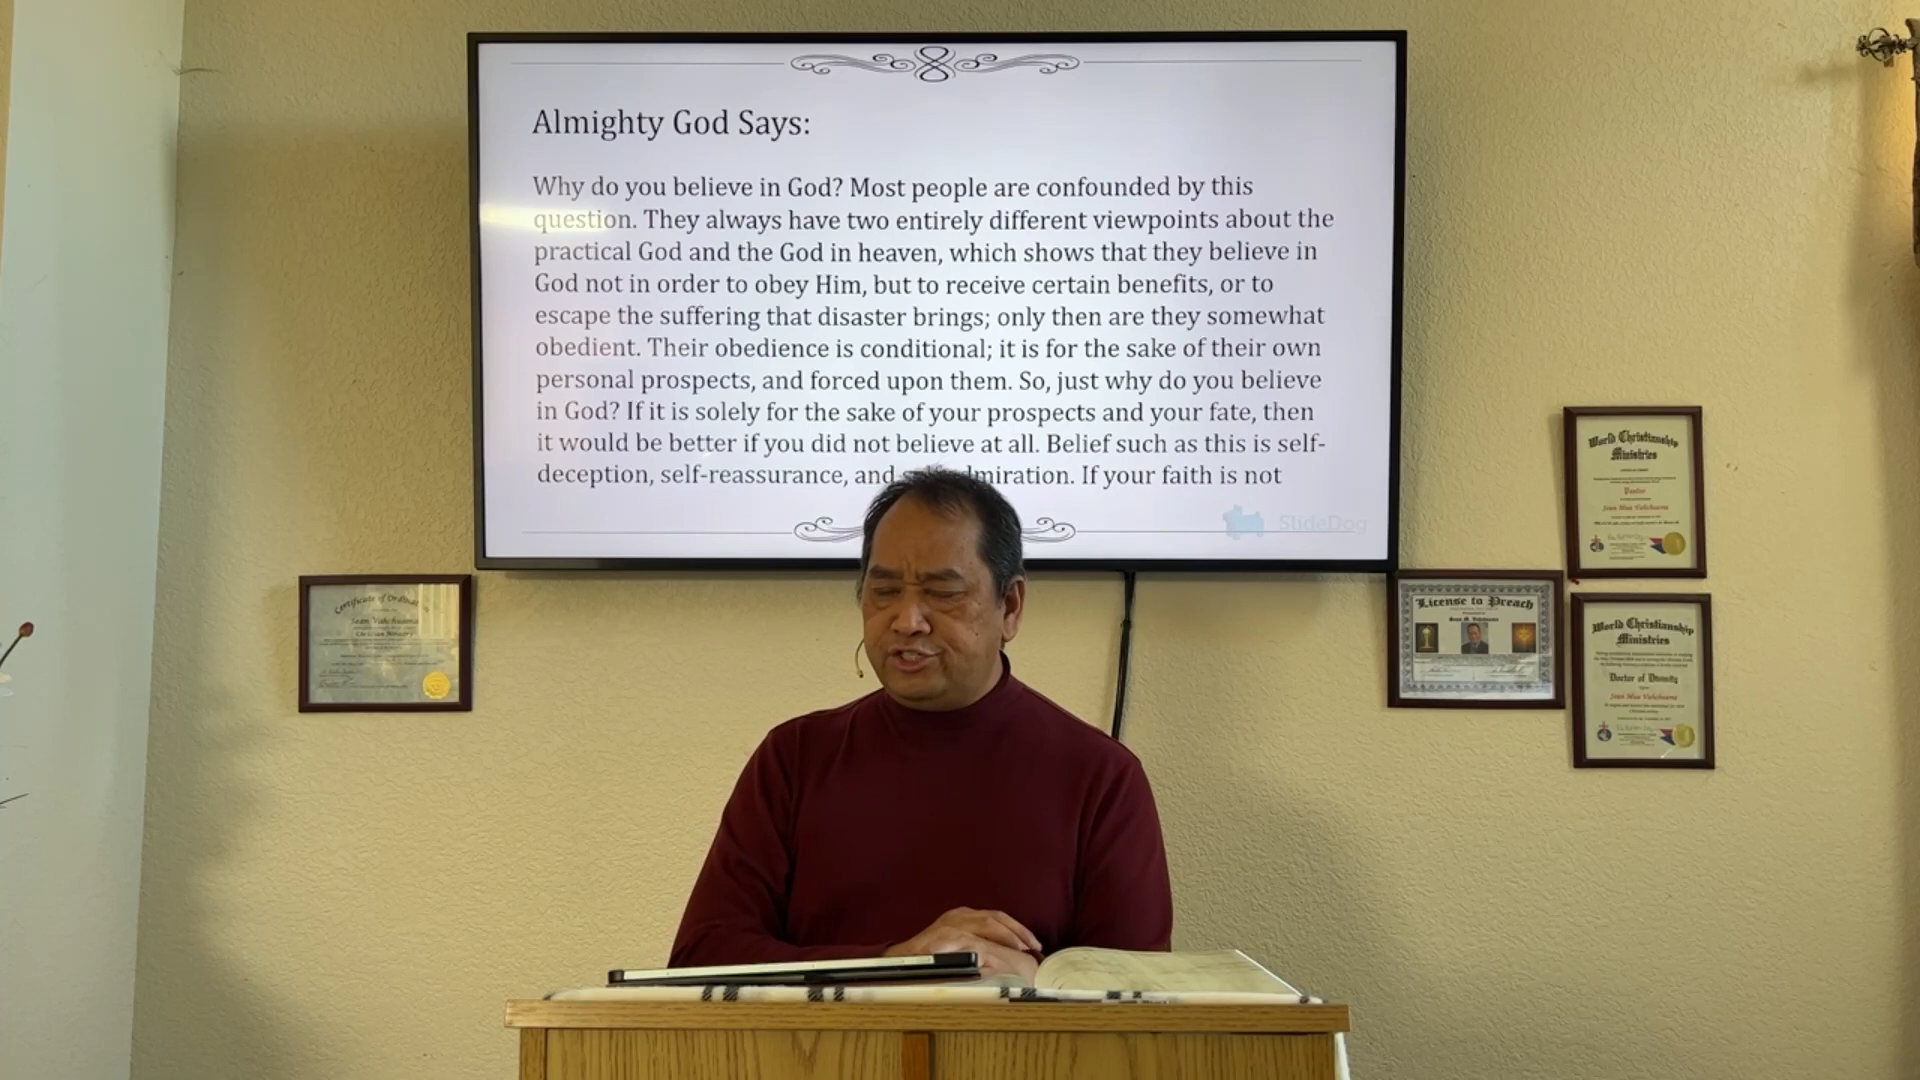 Almighty God Says:
Why do you believe in God? Most people are confounded by this
question. They always have two entirely different viewpoints about the
practical God and the God in heaven, which shows that they believe in
God not in order to obey Him, but to receive certain benefits, or to
escape the suffering that disaster brings; only then are they somewhat
obedient. Their obedience is conditional; it is for the sake of their own
personal prospects, and forced upon them. So, just why do you believe
in God? If it is solely for the sake of your prospects and your fate, then
it would be better if you did not believe at all. Belief such as this is self-
deception, self-reassurance, and miration. If your faith is not
SlideDog
Certificate of Ordination
Christian Ministry
License to Preach
World Christianship
Ministries
Pastor
World Christianship
Ministries
Doctor of Divinity